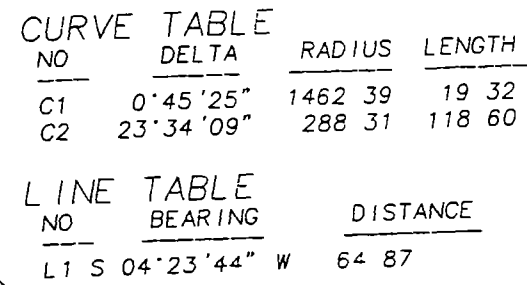 CURVE TABLE
NO DELTA RADIUS LENGTH
C1 0°45'25" 1462 39 19 32
C2 23°34'09" 288 31 118 60
LINE TABLE
NO BEARING DISTANCE
L1 S 04°23'44" W 64 87